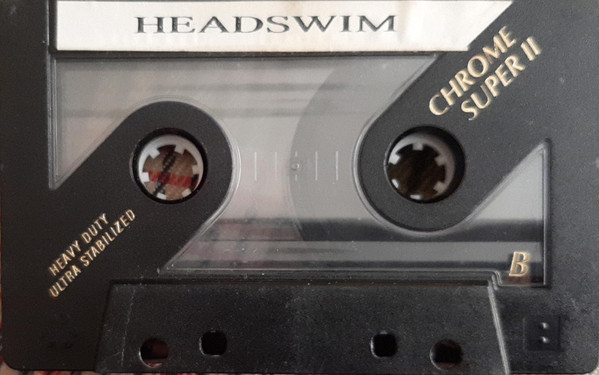 HEADSWIM
CHROME
SUPER II
HEAVY DUTY
ULTRA STABILIZED
B